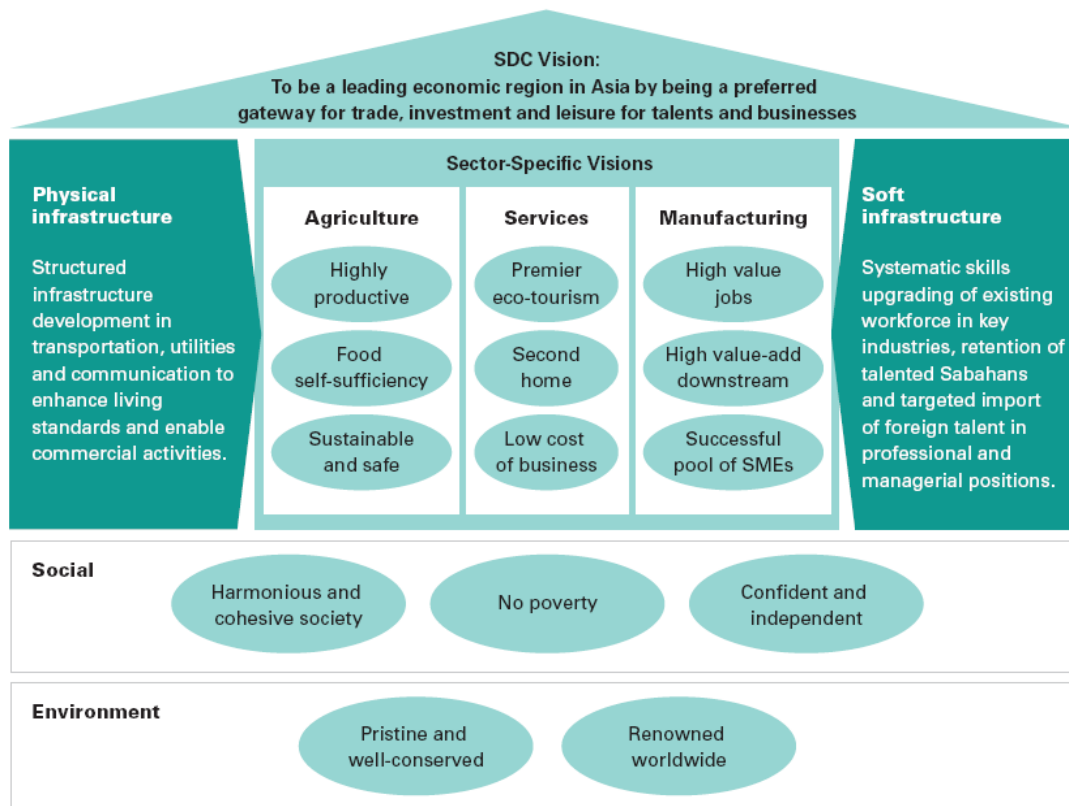 SDC Vision:
To be a leading economic region in Asia by being a preferred
gateway for trade, investment and leisure for talents and businesses
Physical
infrastructure
Structured
infrastructure
development in
transportation, utilities
and communication to
enhance living
standards and enable
commercial activities.
Sector-Specific Visions
Agriculture
Highly
productive
Food
self-sufficiency
Sustainable
and safe
Services
Premier
eco-tourism
Second
home
Low cost
of business
Manufacturing
High value
jobs
High value-add
downstream
Successful
pool of SMEs
Soft
infrastructure
Systematic skills
upgrading of existing
workforce in key
industries, retention of
talented Sabahans
and targeted import
of foreign talent in
professional and
managerial positions.
Social
Harmonious and
cohesive society
No poverty
Confident and
independent
Environment
Pristine and
well-conserved
Renowned
worldwide